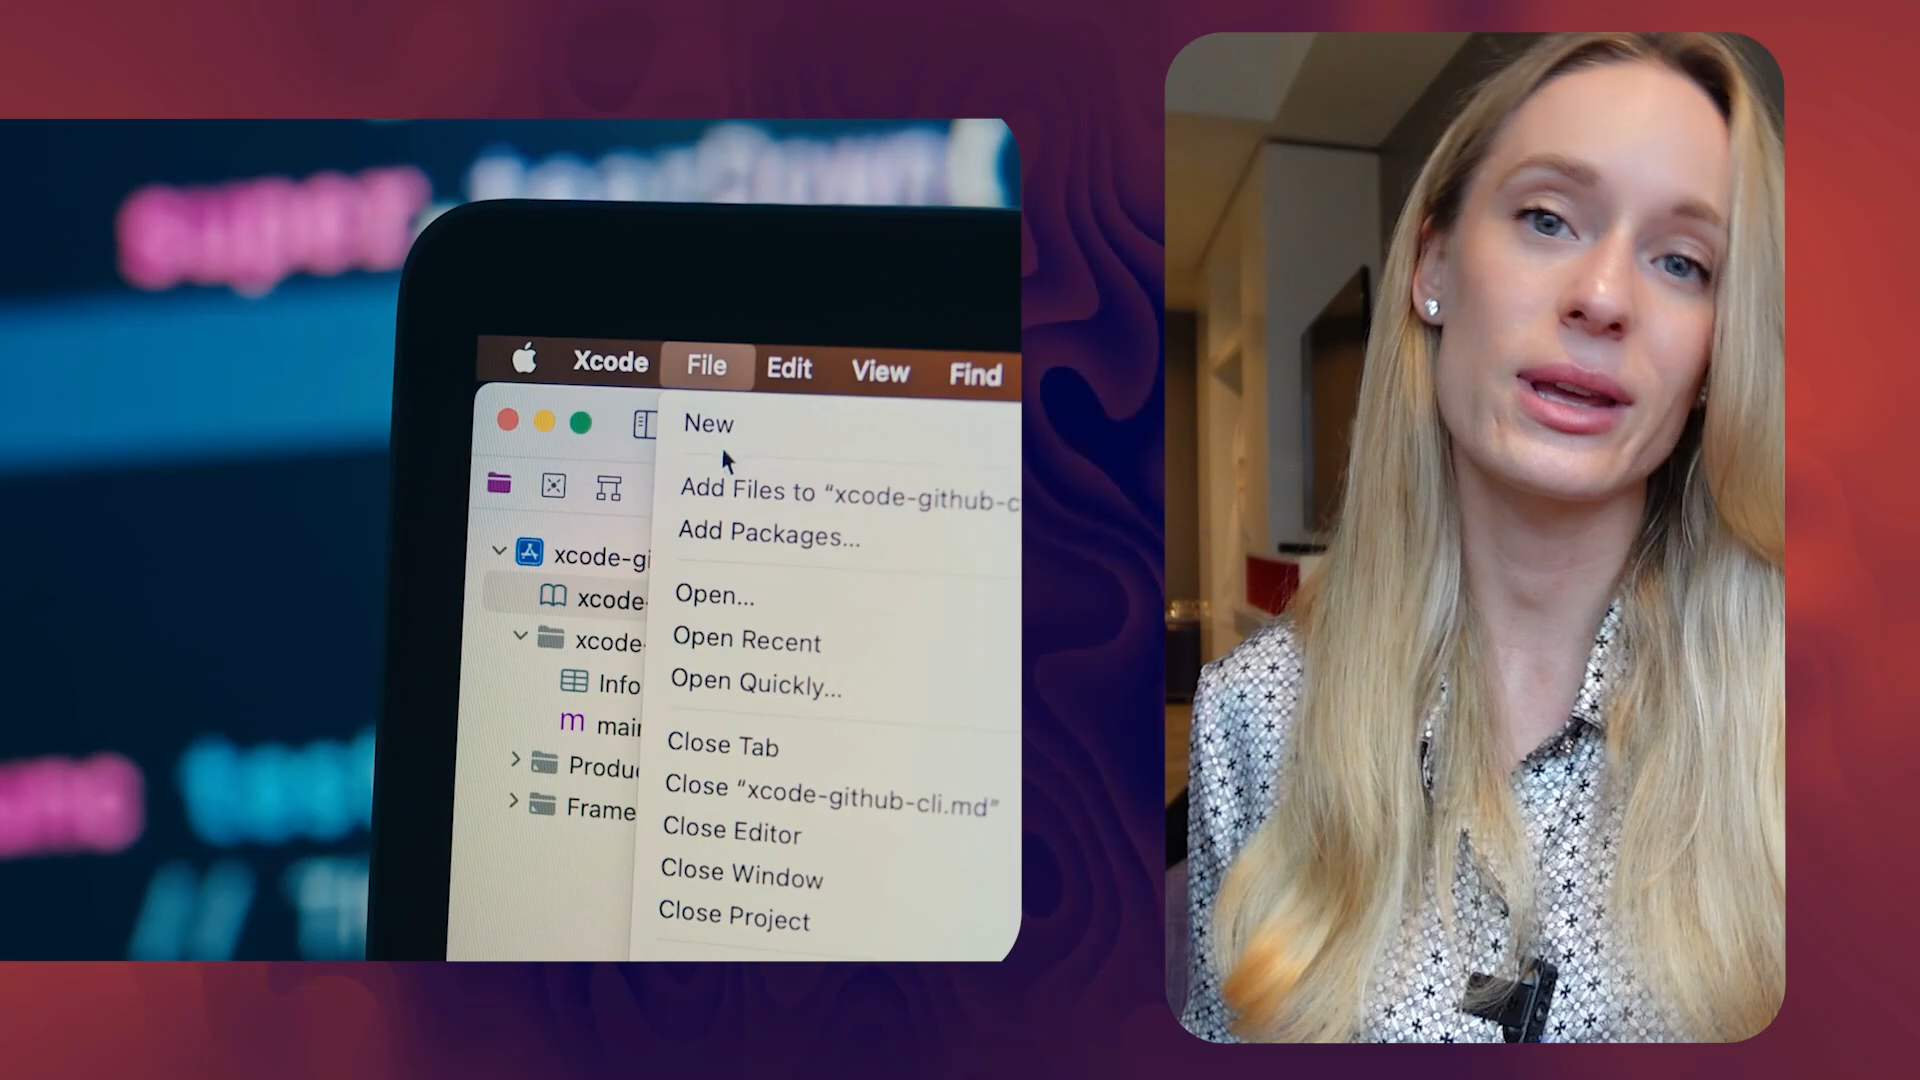 super
Xcode File Edit View Find
New
Add Files to “xcode-github-c
Add Packages...
Open...
Open Recent
Open Quickly...
Close Tab
Close “xcode-github-cli.md”
Close Editor
Close Window
Close Project
xcode-gi
xcode-
xcode-
Info
main
Produ
Frame